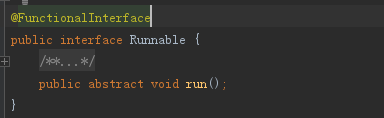 @FunctionalInterface
public interface Runnable {
/**...*/
public abstract void run();
}